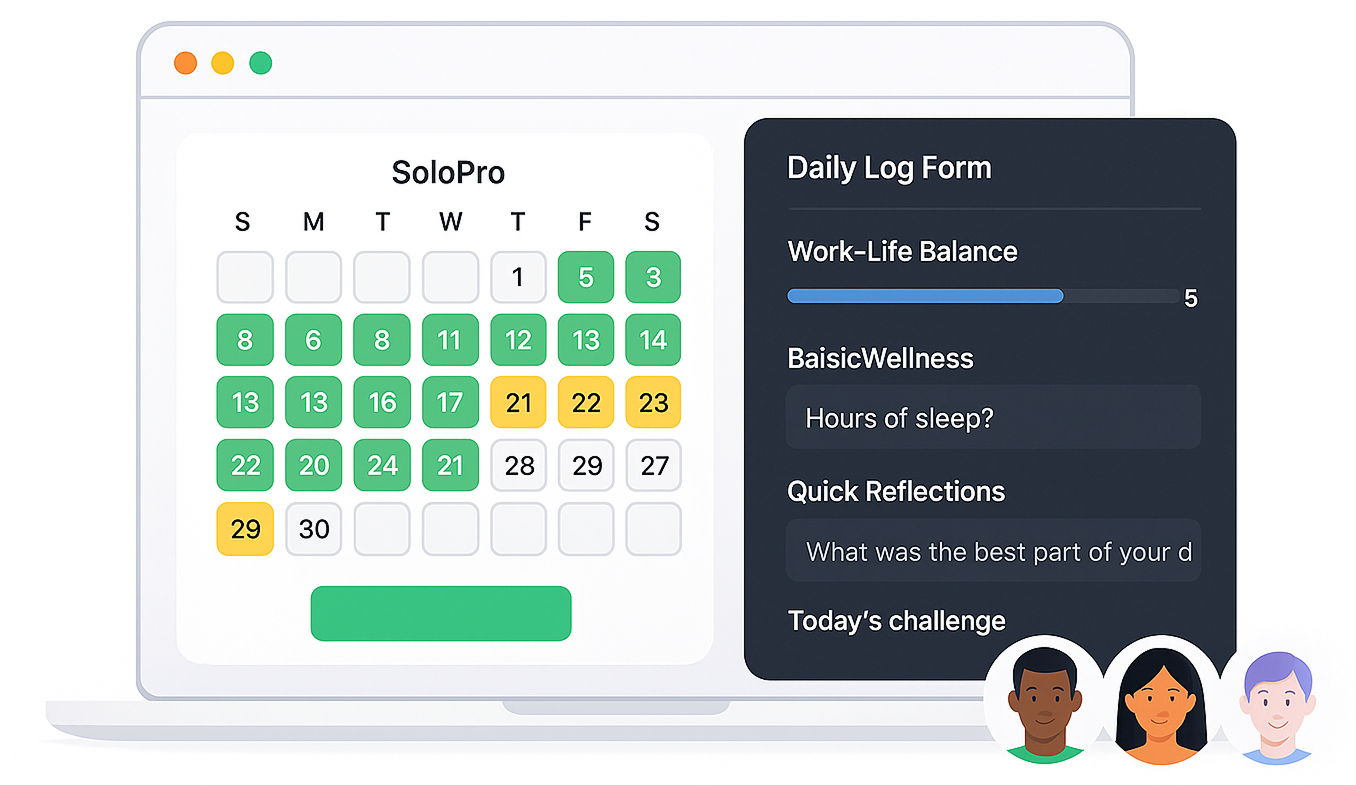 SoloPro
S M T W T F S
1 5 3
8 6 8 11 12 13 14
13 13 16 17 21 22 23
22 20 24 21 28 29 27
29 30
Daily Log Form
Work-Life Balance
5
BaisicWellness
Hours of sleep?
Quick Reflections
What was the best part of your d
Today's challenge